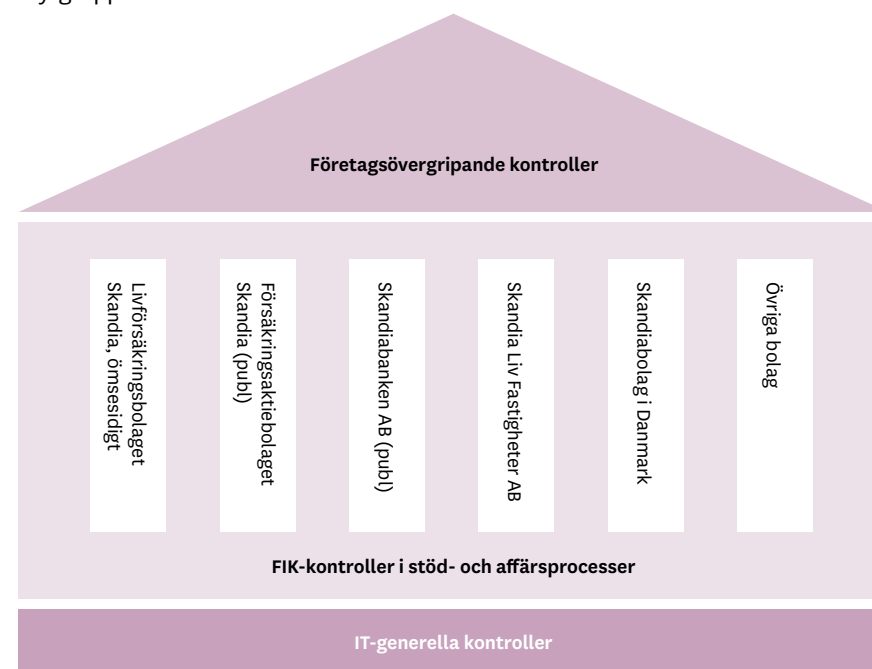 Företagsövergripande kontroller
Livförsäkringsbolaget
Skandia, ömsesidigt
Försäkringsaktiebolaget
Skandia (publ)
Skandiabanken AB (publ)
Skandia Liv Fastigheter AB
Skandiabolag i Danmark
Övriga bolag
FIK-kontroller i stöd- och affärsprocesser
IT-generella kontroller